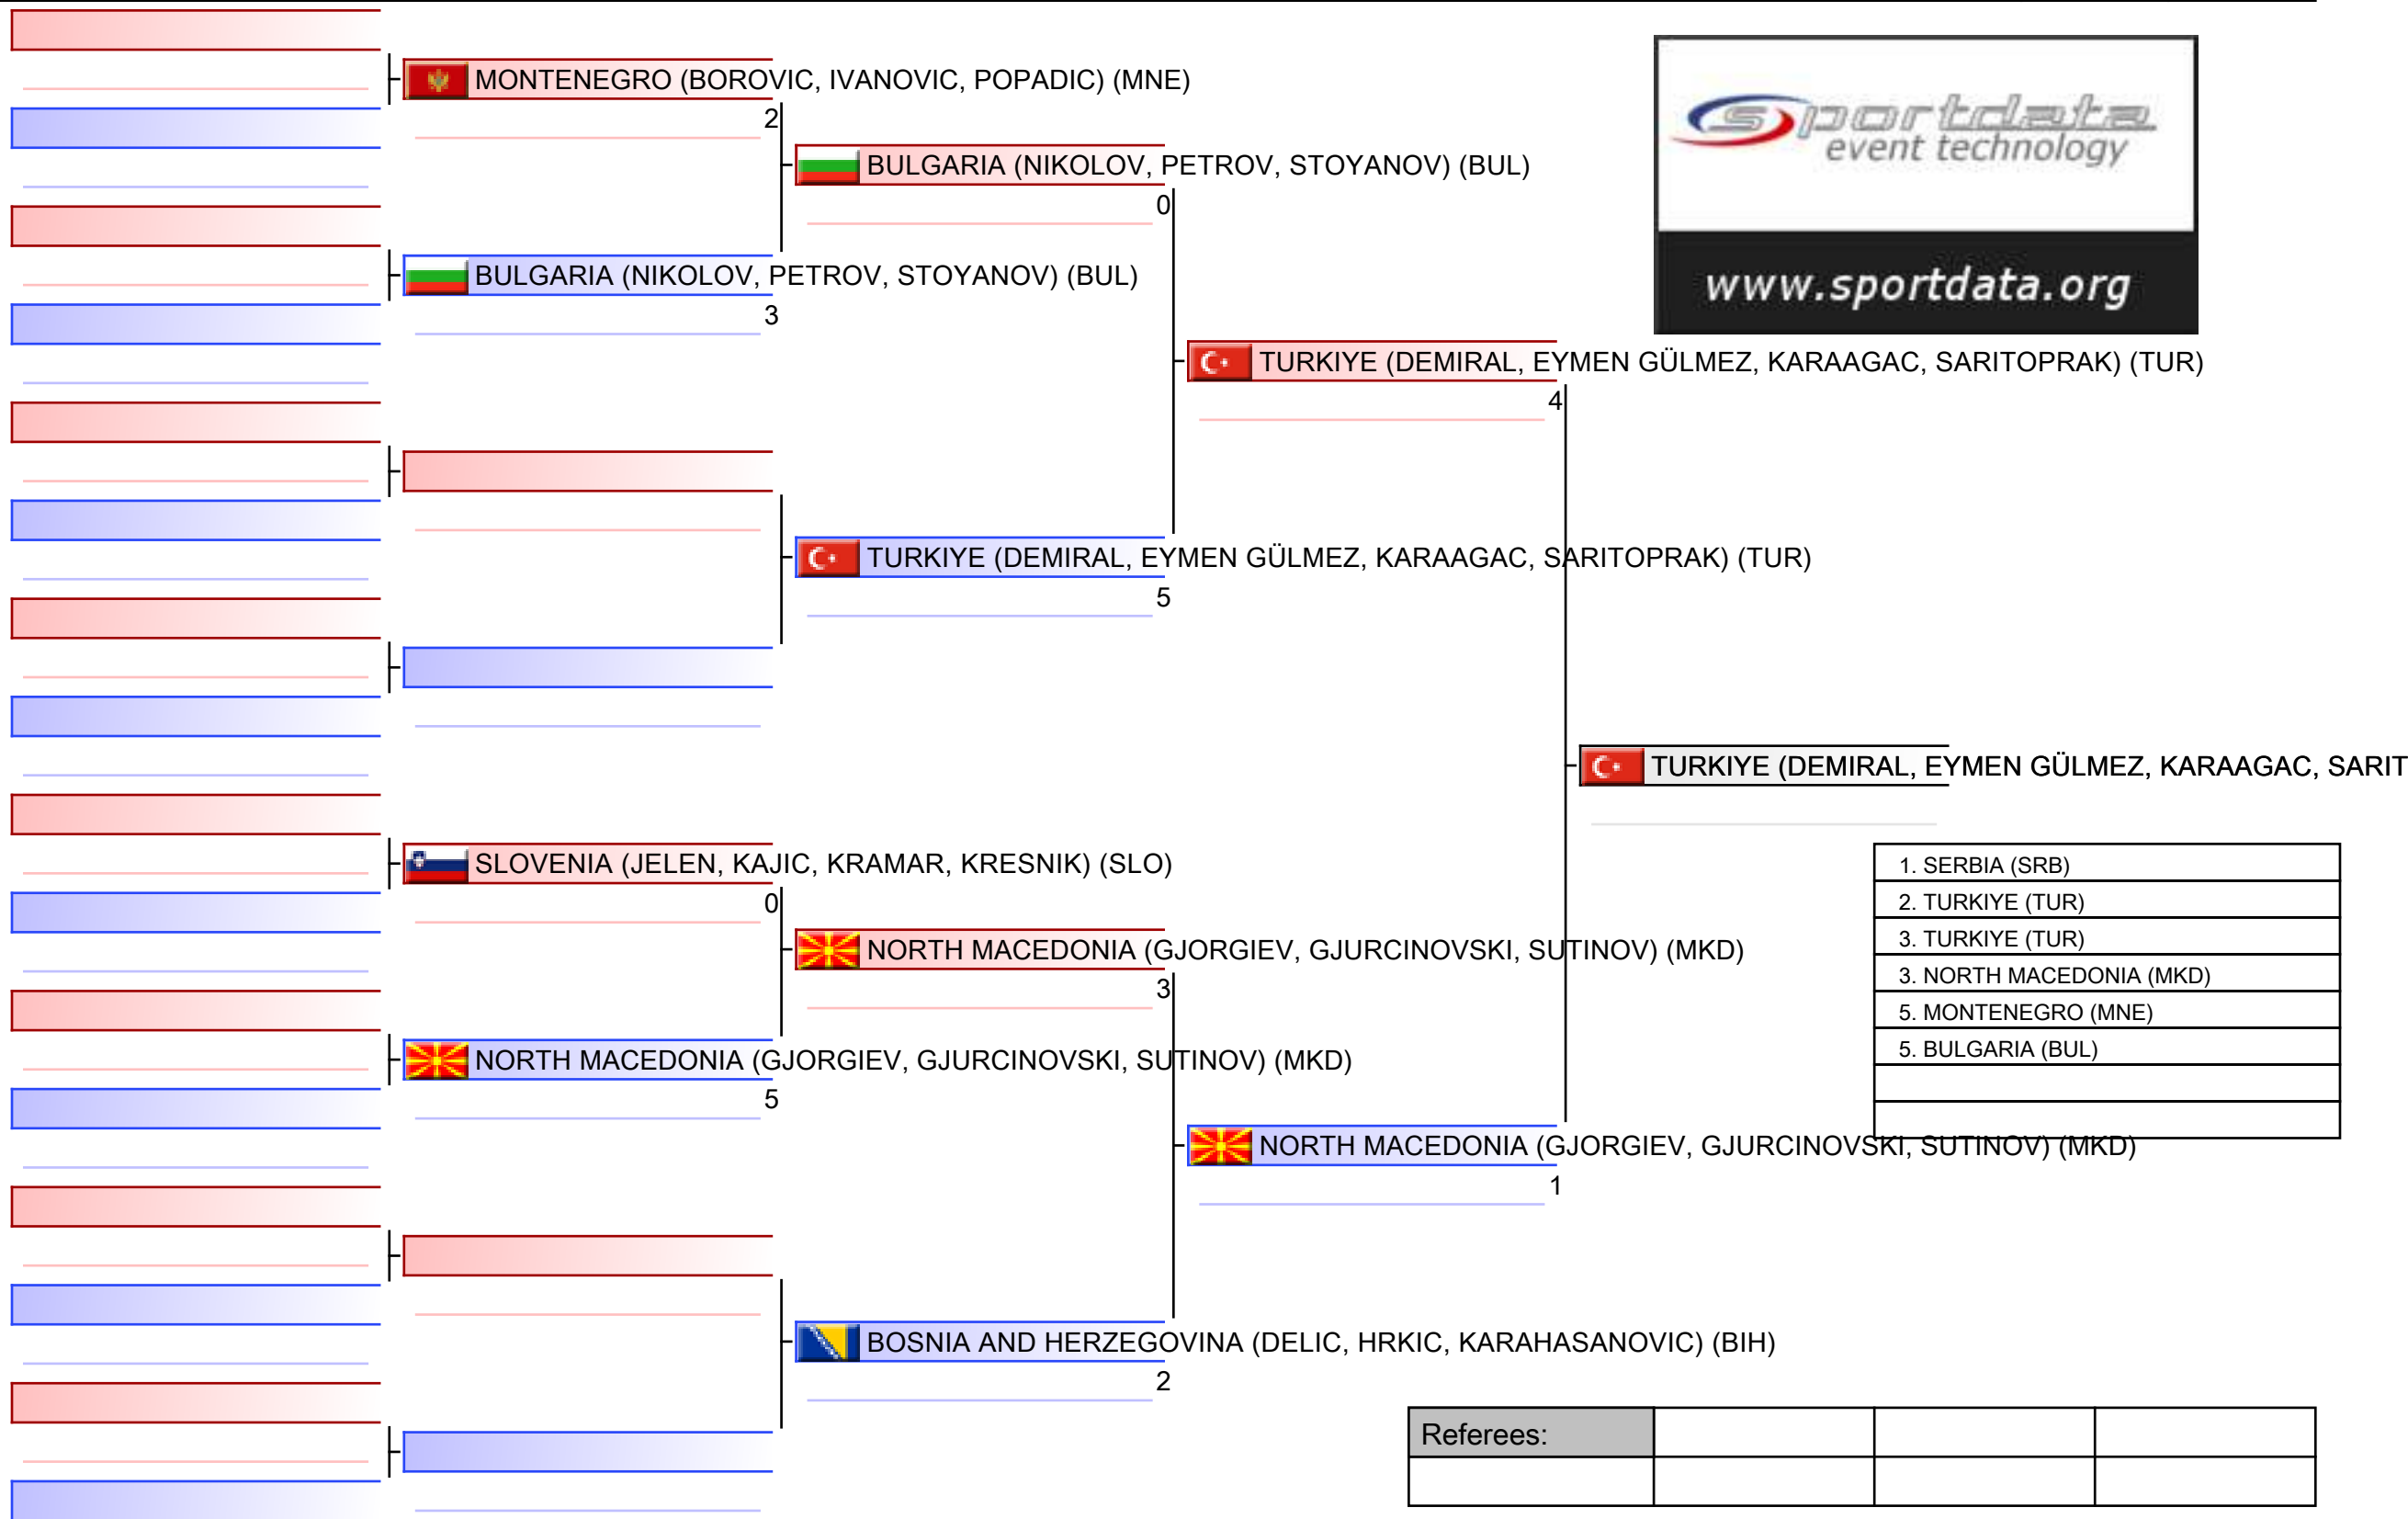 MONTENEGRO (BOROVIC, IVANOVIC, POPADIC) (MNE)
2
BULGARIA (NIKOLOV, PETROV, STOYANOV) (BUL)
0
BULGARIA (NIKOLOV, PETROV, STOYANOV) (BUL)
3
sportdata
event technology
www.sportdata.org
TURKIYE (DEMIRAL, EYMEN GÜLMEZ, KARAAGAC, SARITOPRAK) (TUR)
4
TURKIYE (DEMIRAL, EYMEN GÜLMEZ, KARAAGAC, SARITOPRAK) (TUR)
5
TURKIYE (DEMIRAL, EYMEN GÜLMEZ, KARAAGAC, SARIT
SLOVENIA (JELEN, KAJIC, KRAMAR, KRESNIK) (SLO)
0
NORTH MACEDONIA (GJORGIEV, GJURCINOVSKI, SUTINOV) (MKD)
3
NORTH MACEDONIA (GJORGIEV, GJURCINOVSKI, SUTINOV) (MKD)
5
1. SERBIA (SRB)
2. TURKIYE (TUR)
3. TURKIYE (TUR)
3. NORTH MACEDONIA (MKD)
5. MONTENEGRO (MNE)
5. BULGARIA (BUL)
NORTH MACEDONIA (GJORGIEV, GJURCINOVSKI, SUTINOV) (MKD)
1
BOSNIA AND HERZEGOVINA (DELIC, HRKIC, KARAHASANOVIC) (BIH)
2
Referees: